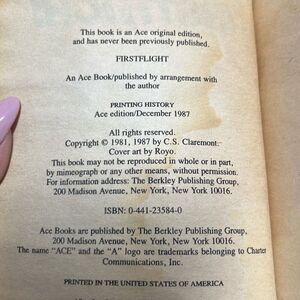 This book is an Ace original edition,
and has never been previously published.
FIRSTFLIGHT
An Ace Book/published by arrangement with
the author
PRINTING HISTORY
Ace edition/December 1987
All rights reserved.
Copyright © 1981, 1987 by C.S. Claremont.
Cover art by Royo.
This book may not be reproduced in whole or in part,
by mimeograph or any other means, without permission.
For information address: The Berkley Publishing Group,
200 Madison Avenue, New York, New York 10016.
ISBN: 0-441-23584-0
Ace Books are published by The Berkley Publishing Group,
200 Madison Avenue, New York, New York 10016.
The name "ACE" and the "A" logo are trademarks belonging to Charter
Communications, Inc.
PRINTED IN THE UNITED STATES OF AMERICA